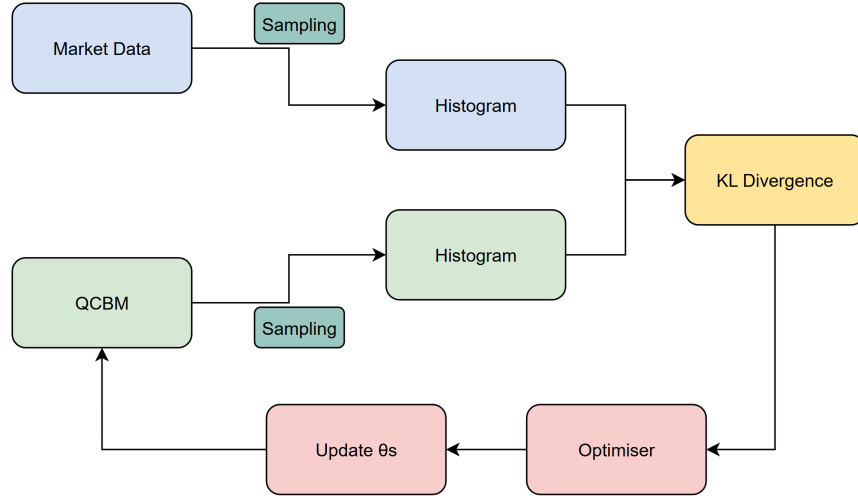 Sampling
Market Data
Histogram
KL Divergence
Histogram
QCBM
Sampling
Update θs
Optimiser